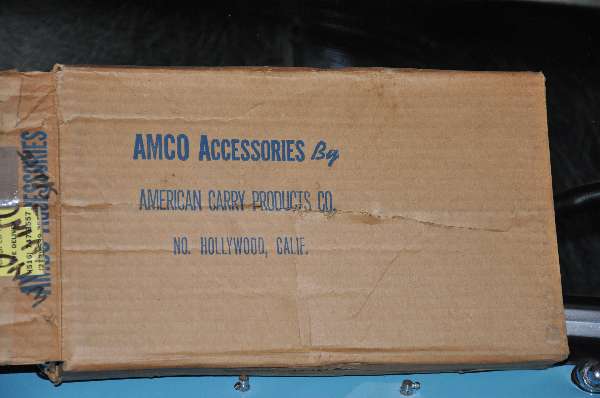 AMCO ACCESSORIES By
AMERICAN CARRY PRODUCTS CO.
NO. HOLLYWOOD, CALIF.
AMCO ACCESSORIES